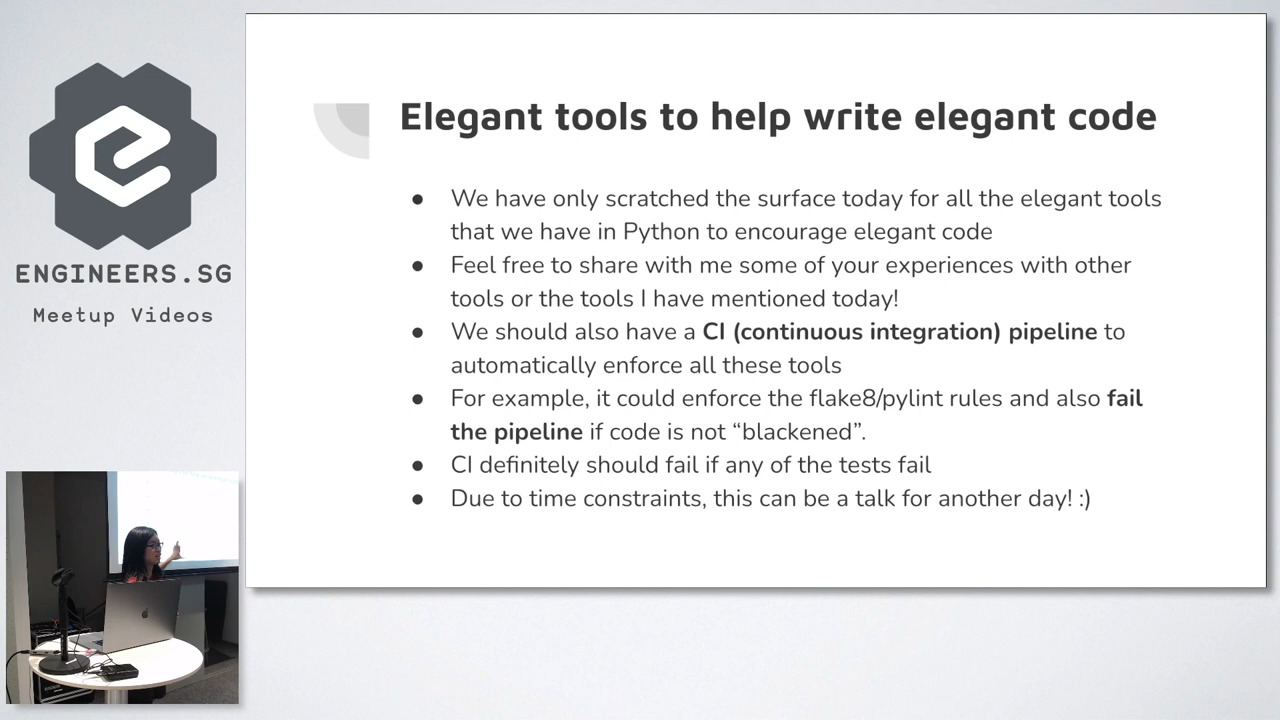 ENGINEERS.SG
Meetup Videos
Elegant tools to help write elegant code
● We have only scratched the surface today for all the elegant tools
that we have in Python to encourage elegant code
● Feel free to share with me some of your experiences with other
tools or the tools I have mentioned today!
● We should also have a CI (continuous integration) pipeline to
automatically enforce all these tools
● For example, it could enforce the flake8/pylint rules and also fail
the pipeline if code is not “blackened”.
● CI definitely should fail if any of the tests fail
● Due to time constraints, this can be a talk for another day! :)